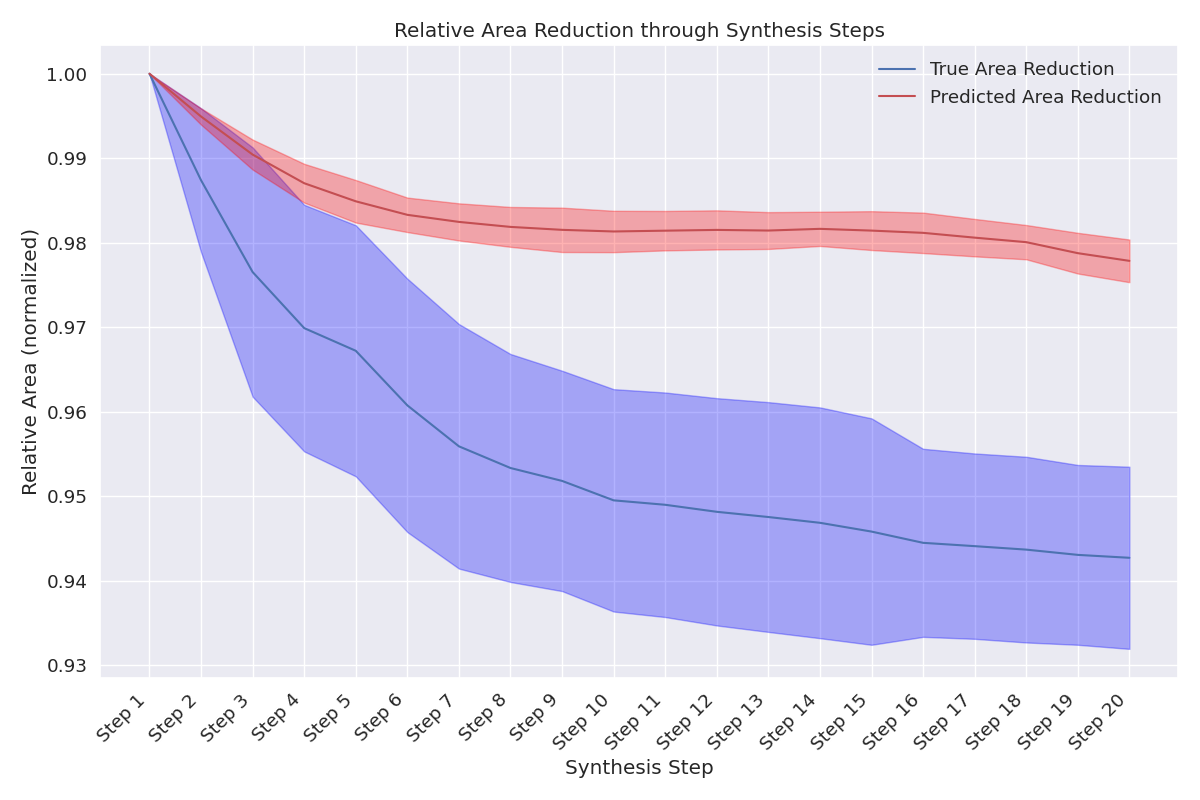 Relative Area Reduction through Synthesis Steps
True Area Reduction
Predicted Area Reduction
Relative Area (normalized)
1.00
0.99
0.98
0.97
0.96
0.95
0.94
0.93
Step 1
Step 2
Step 3
Step 4
Step 5
Step 6
Step 7
Step 8
Step 9
Step 10
Step 11
Step 12
Step 13
Step 14
Step 15
Step 16
Step 17
Step 18
Step 19
Step 20
Synthesis Step